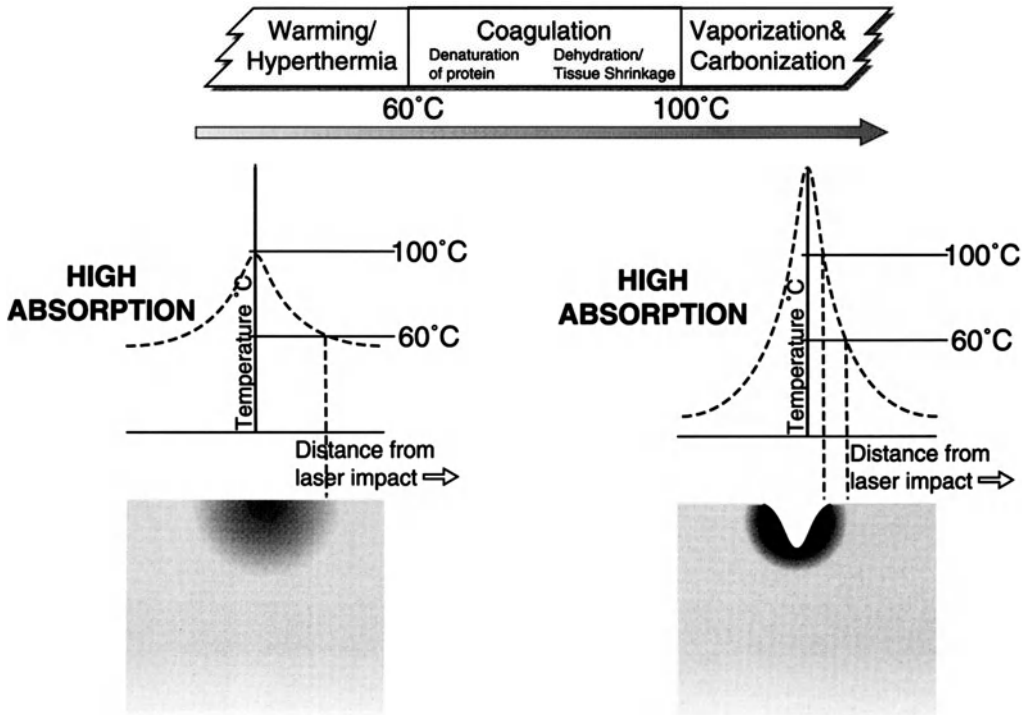 Warming/
Hyperthermia
Coagulation
Denaturation
of protein
Dehydration/
Tissue Shrinkage
Vaporization&
Carbonization
60˚C
100˚C
HIGH
ABSORPTION
Temperature ˚C
100˚C
60˚C
Distance from
laser impact
HIGH
ABSORPTION
Temperature ˚C
100˚C
60˚C
Distance from
laser impact